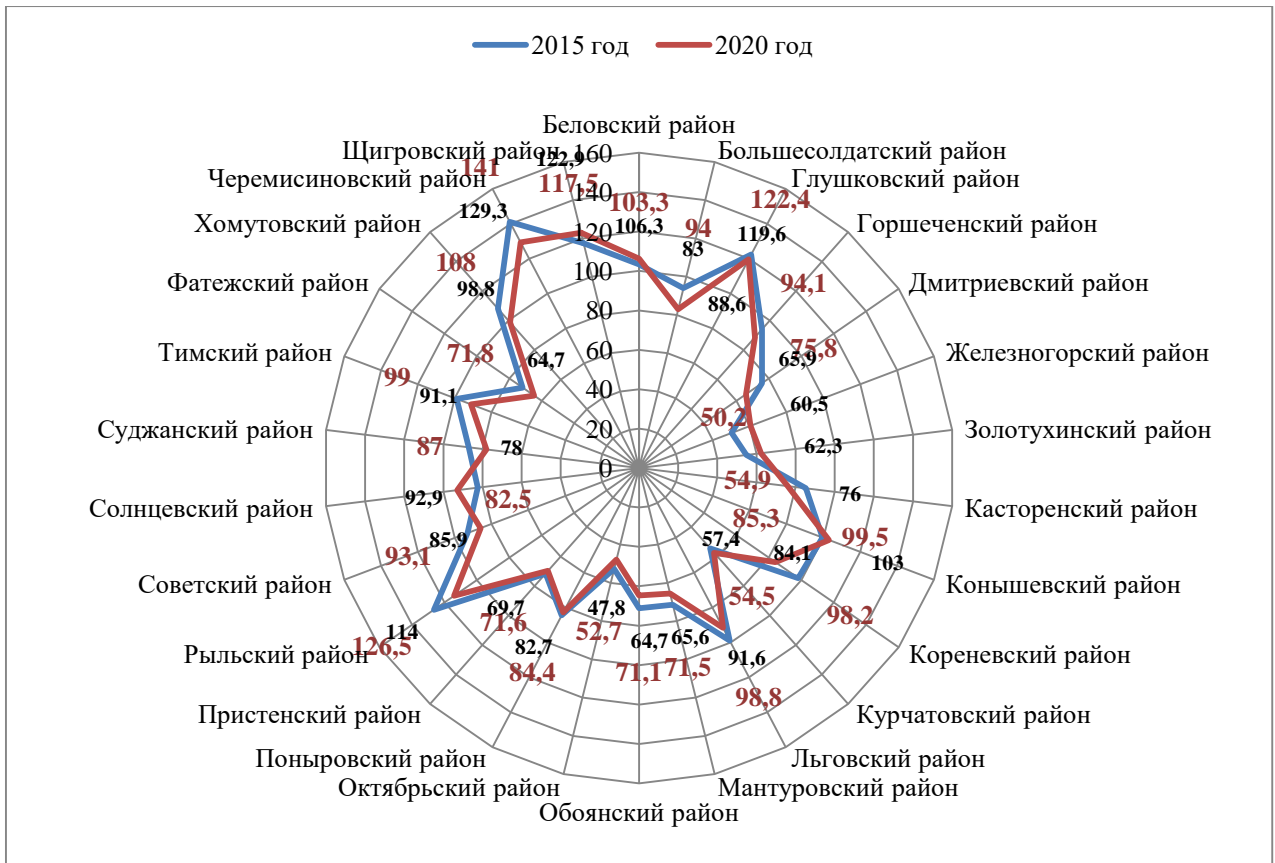 2015 год 2020 год
Беловский район
Большесолдатский район
Глушковский район
Горшеченский район
Дмитриевский район
Железногорский район
Золотухинский район
Касторенский район
Конышевский район
Кореневский район
Курчатовский район
Льговский район
Мантуровский район
Обоянский район
Октябрьский район
Поныровский район
Пристенский район
Рыльский район
Советский район
Солнцевский район
Суджанский район
Тимский район
Фатежский район
Хомутовский район
Черемисиновский район
Щигровский район
160
140
120
100
80
60
40
20
0
103,3
106,3
94
83
122,4
119,6
94,1
88,6
75,8
65,9
50,2
60,5
54,9
62,3
85,3
76
99,5
103
98,2
84,1
54,5
57,4
98,8
91,6
71,5
65,6
71,1
64,7
52,7
47,8
84,4
82,7
71,6
69,7
126,5
114
93,1
85,9
82,5
92,9
87
78
99
91,1
71,8
64,7
108
98,8
141
129,3
117,5
122,9